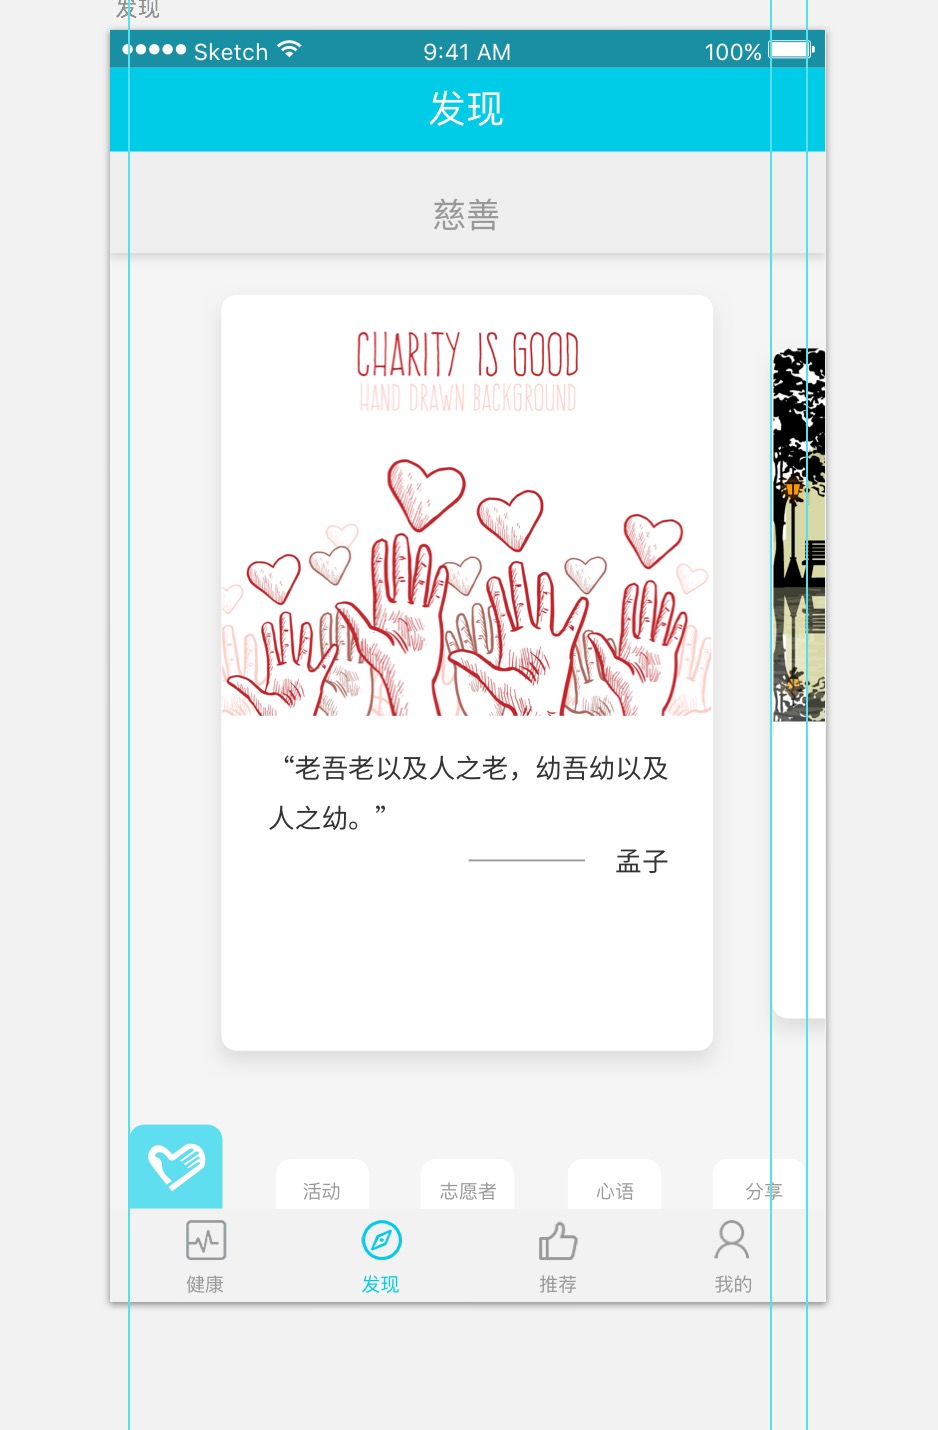 发现
Sketch 9:41 AM 100%
发现
慈善
CHARITY IS GOOD
HAND DRAWN BACKGROUND
“老吾老以及人之老，幼吾幼以及
人之幼。”
——— 孟子
活动 志愿者 心语 分享
健康 发现 推荐 我的